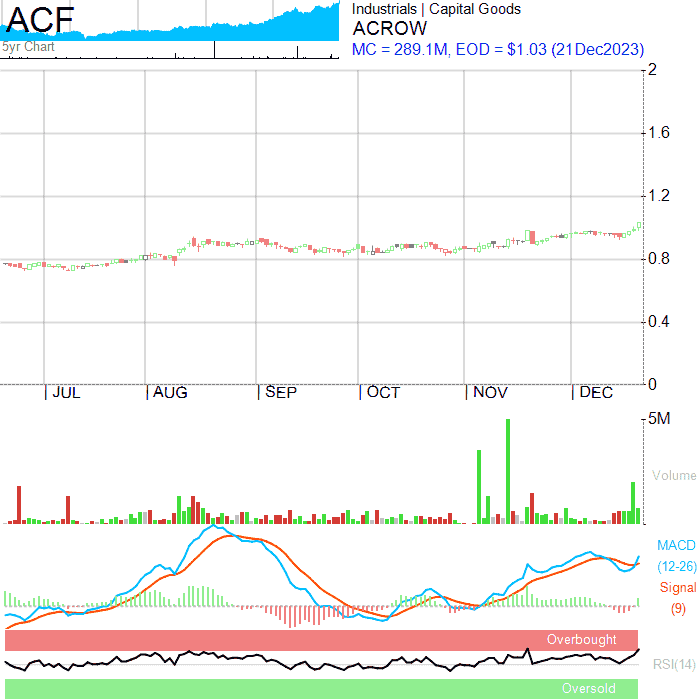 ACF
5yr Chart
Industrials | Capital Goods
ACROW
MC = 289.1M, EOD = $1.03 (21Dec2023)
2
1.6
1.2
0.8
0.4
0
JUL AUG SEP OCT NOV DEC
5M
Volume
MACD
(12-26)
Signal
(9)
Overbought
RSI(14)
Oversold